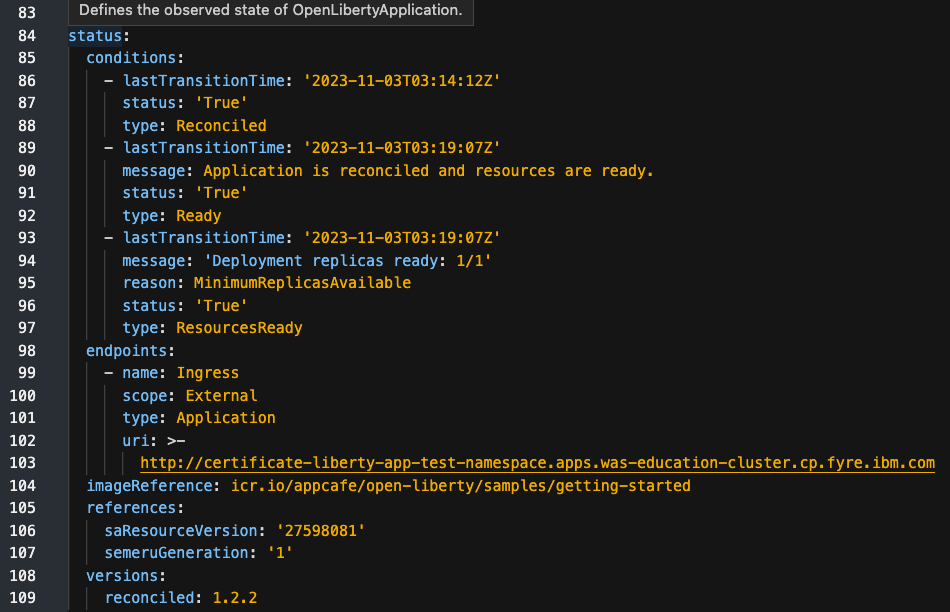 83 Defines the observed state of OpenLibertyApplication.
84 status:
85   conditions:
86     - lastTransitionTime: '2023-11-03T03:14:12Z'
87       status: 'True'
88       type: Reconciled
89     - lastTransitionTime: '2023-11-03T03:19:07Z'
90       message: Application is reconciled and resources are ready.
91       status: 'True'
92       type: Ready
93     - lastTransitionTime: '2023-11-03T03:19:07Z'
94       message: 'Deployment replicas ready: 1/1'
95       reason: MinimumReplicasAvailable
96       status: 'True'
97       type: ResourcesReady
98   endpoints:
99     - name: Ingress
100       scope: External
101       type: Application
102       uri: >-
103         http://certificate-liberty-app-test-namespace.apps.was-education-cluster.cp.fyre.ibm.com
104   imageReference: icr.io/appcafe/open-liberty/samples/getting-started
105   references:
106     saResourceVersion: '27598081'
107     semeruGeneration: '1'
108   versions:
109     reconciled: 1.2.2